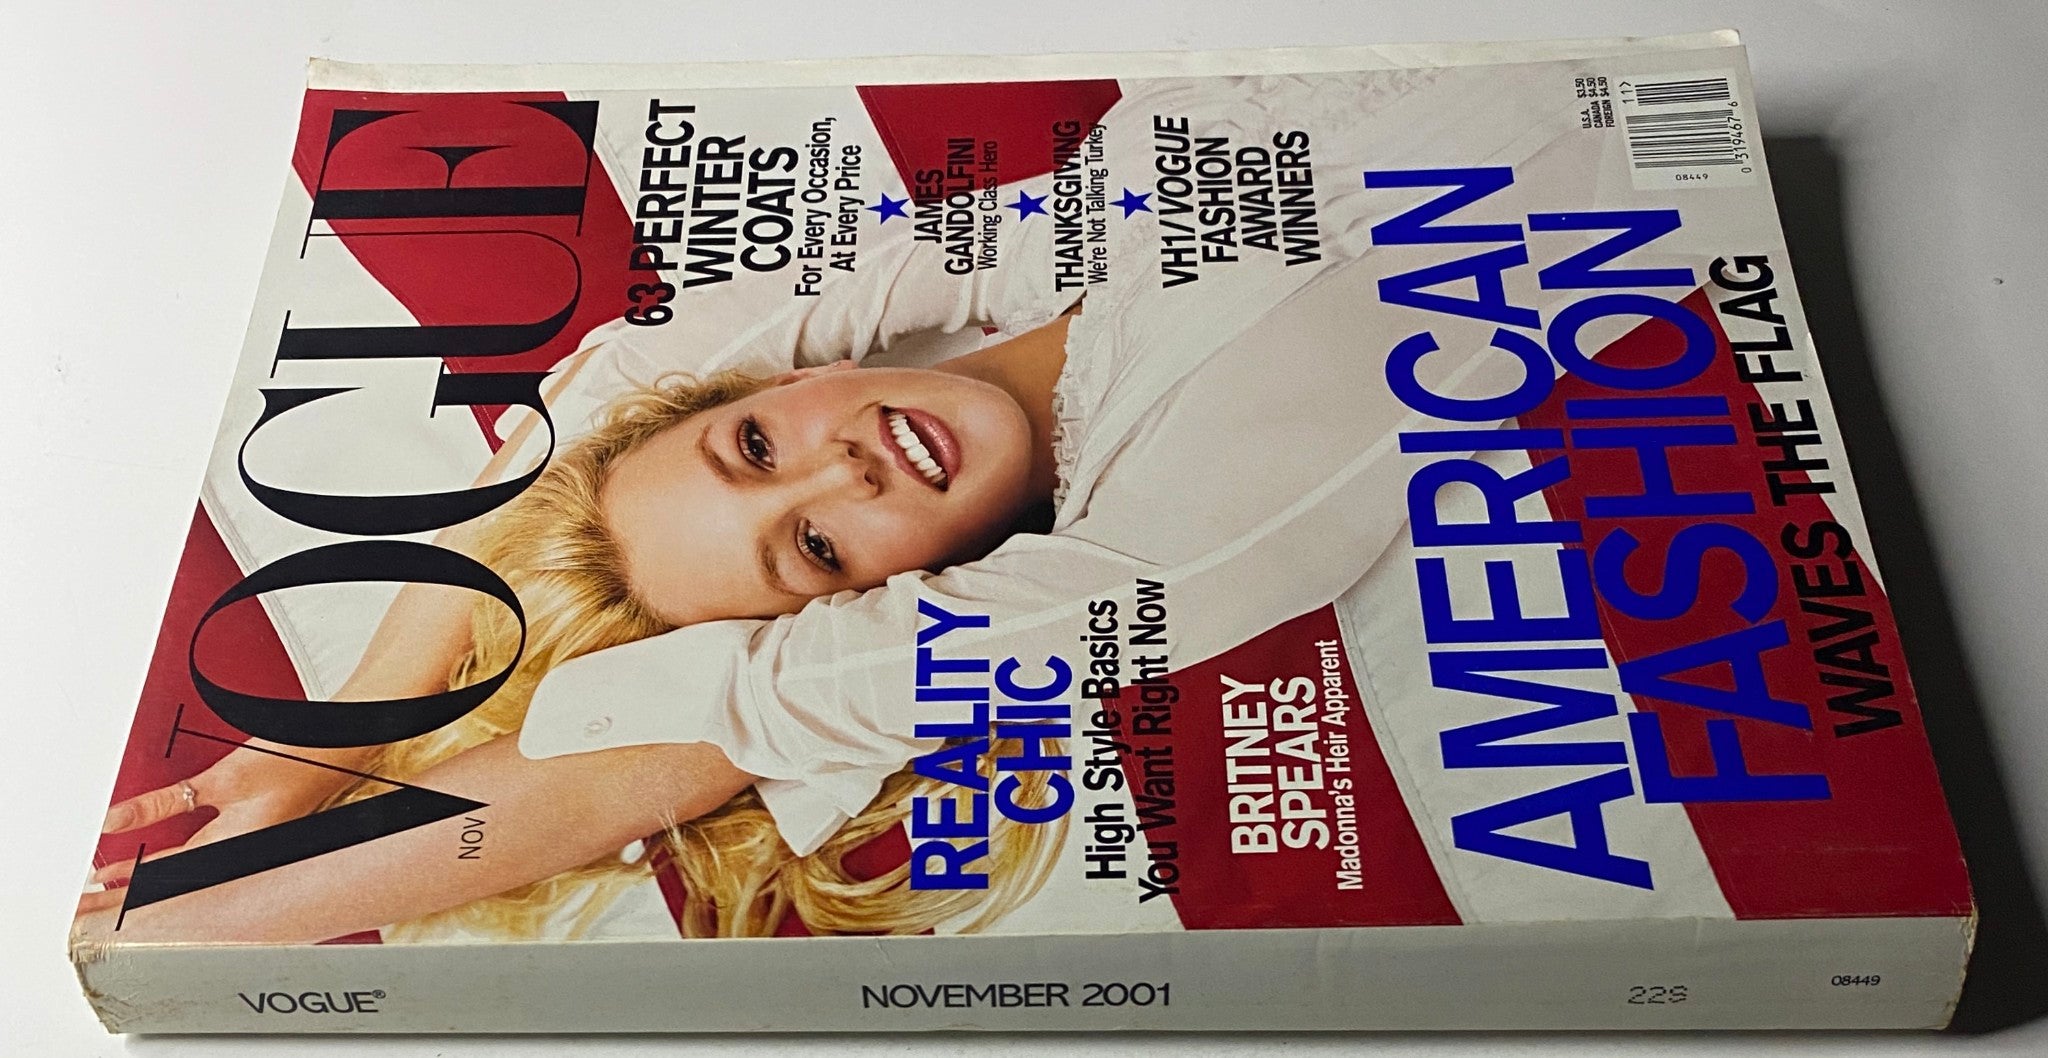 VOGUE
NOV
63 PERFECT
WINTER
COATS
For Every Occasion,
At Every Price
JAMES
GANDOLFINI
Working Class Hero
THANKSGIVING
We're Not Talking Turkey
VH1/VOGUE
FASHION
AWARD
WINNERS
REALITY
CHIC
High Style Basics
You Want Right Now
BRITNEY
SPEARS
Madonna's Heir Apparent
AMERICAN
FASHION
WAVES THE FLAG
U.S.A. $3.50
CANADA $4.50
FOREIGN $4.50
11>
0 319467 6
08449
VOGUE®
NOVEMBER 2001
22S
08449